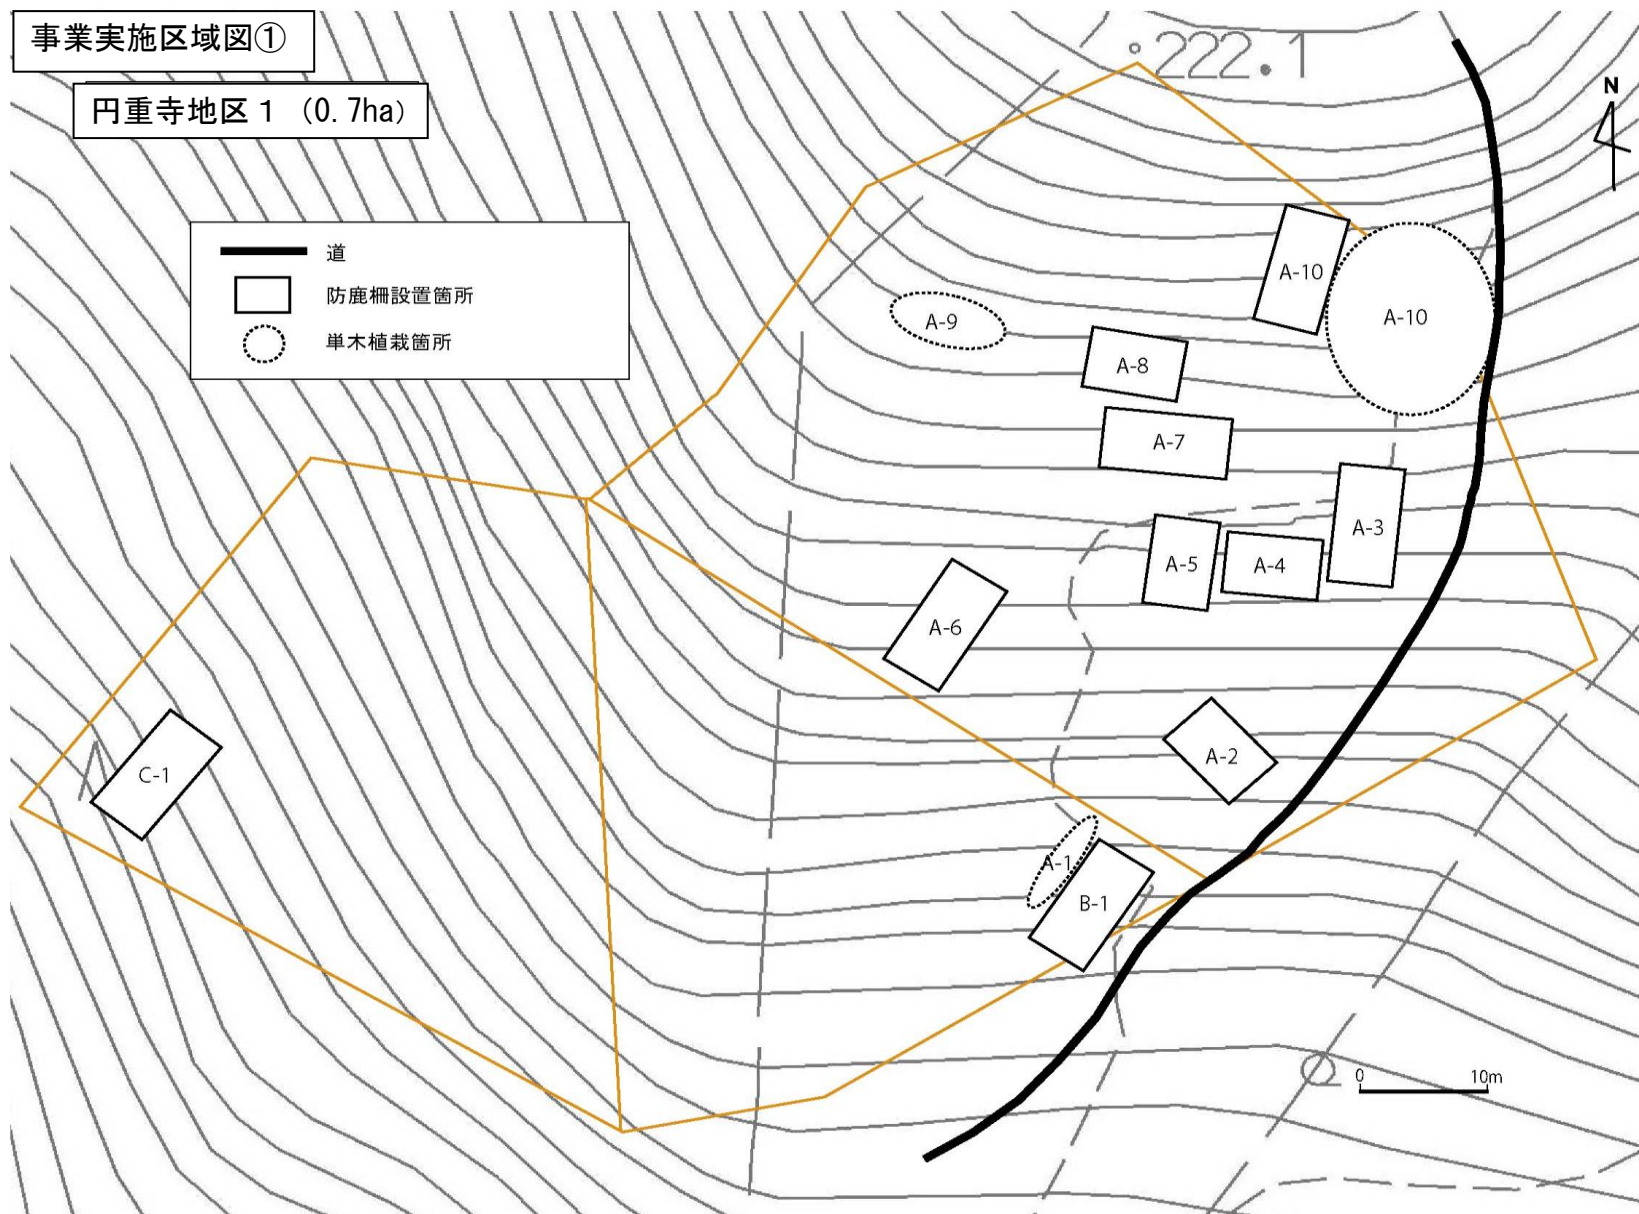 事業実施区域図①
円重寺地区１（0.7ha）
222.1
N
道
防鹿柵設置箇所
単木植栽箇所
A-10
A-10
A-9
A-8
A-7
A-3
A-5
A-4
A-6
A-2
C-1
A-1
B-1
0 10m